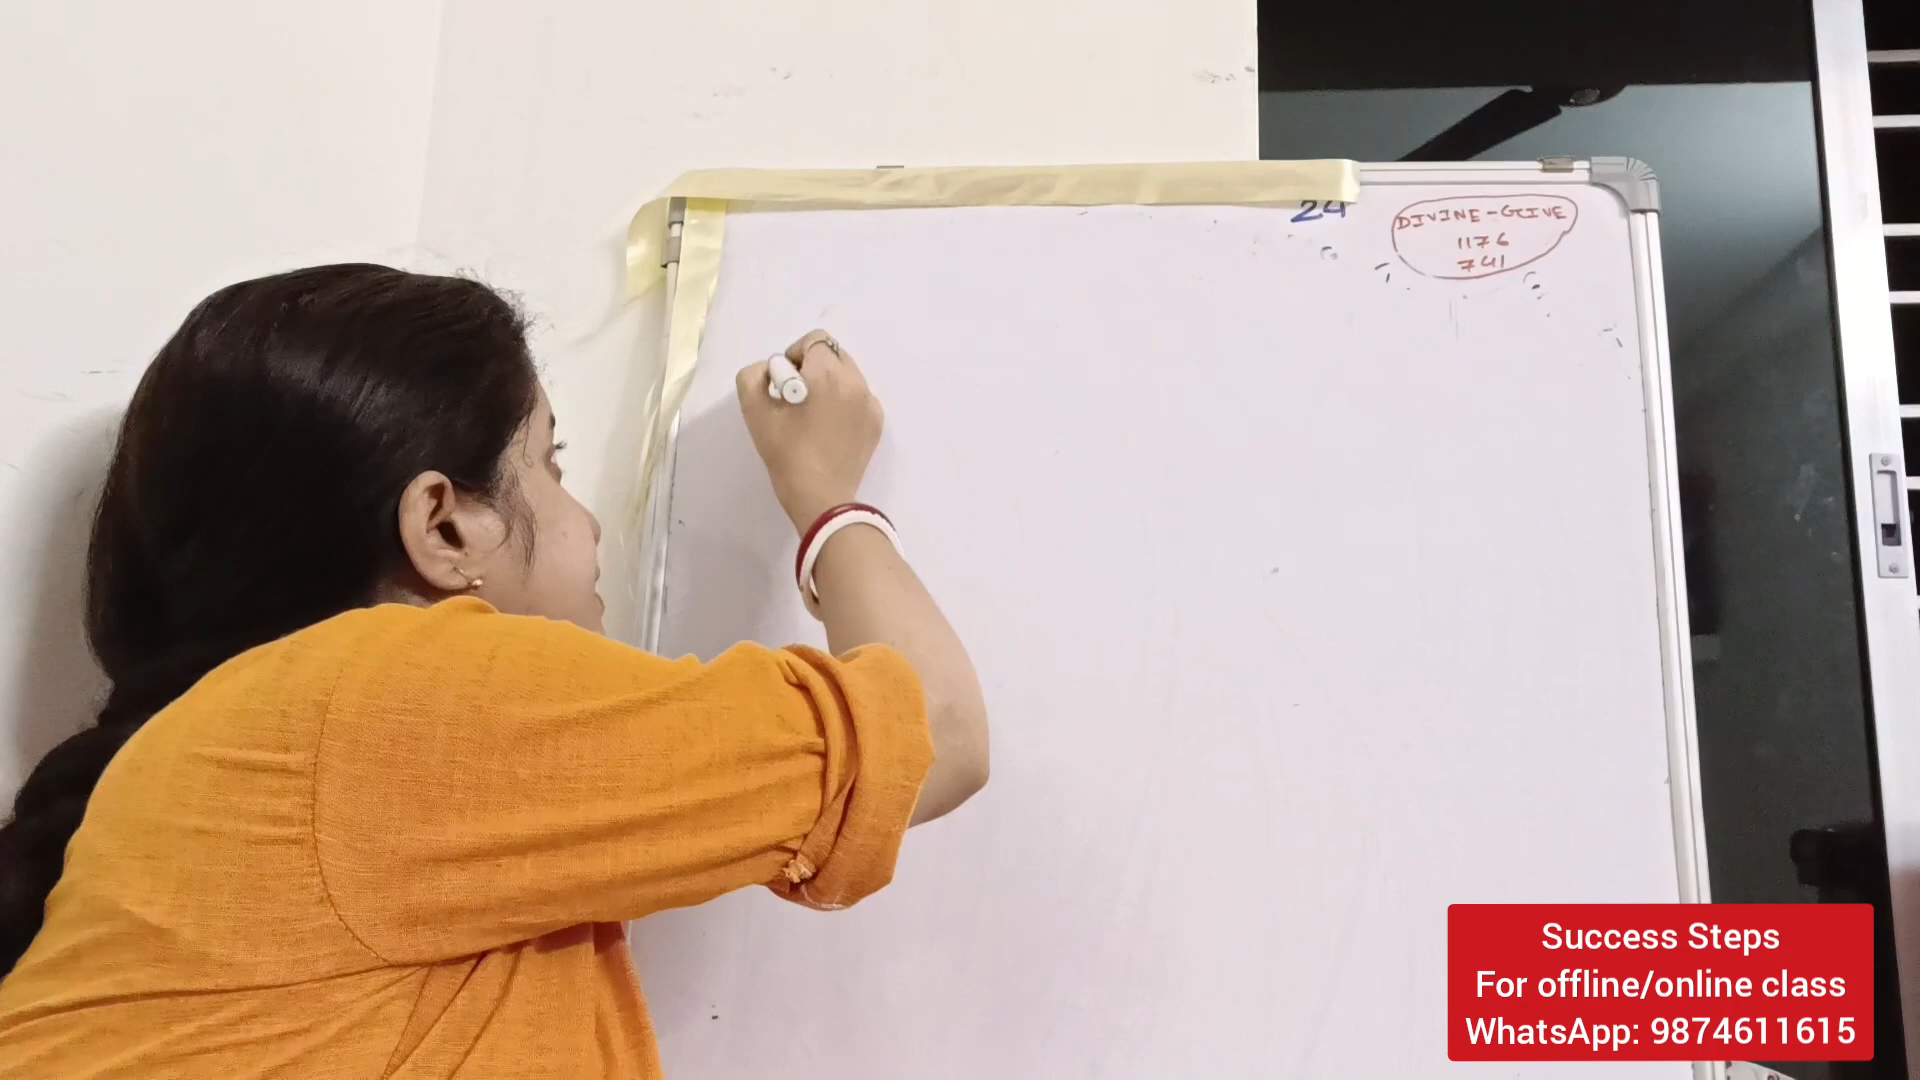 24
DIVINE-GIVE
1176
741
Success Steps
For offline/online class
WhatsApp: 9874611615